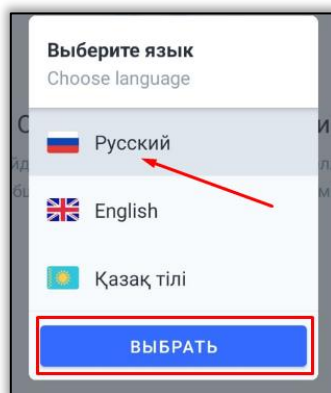 Выберите язык
Choose language
Русский
English
Қазақ тілі
ВЫБРАТЬ